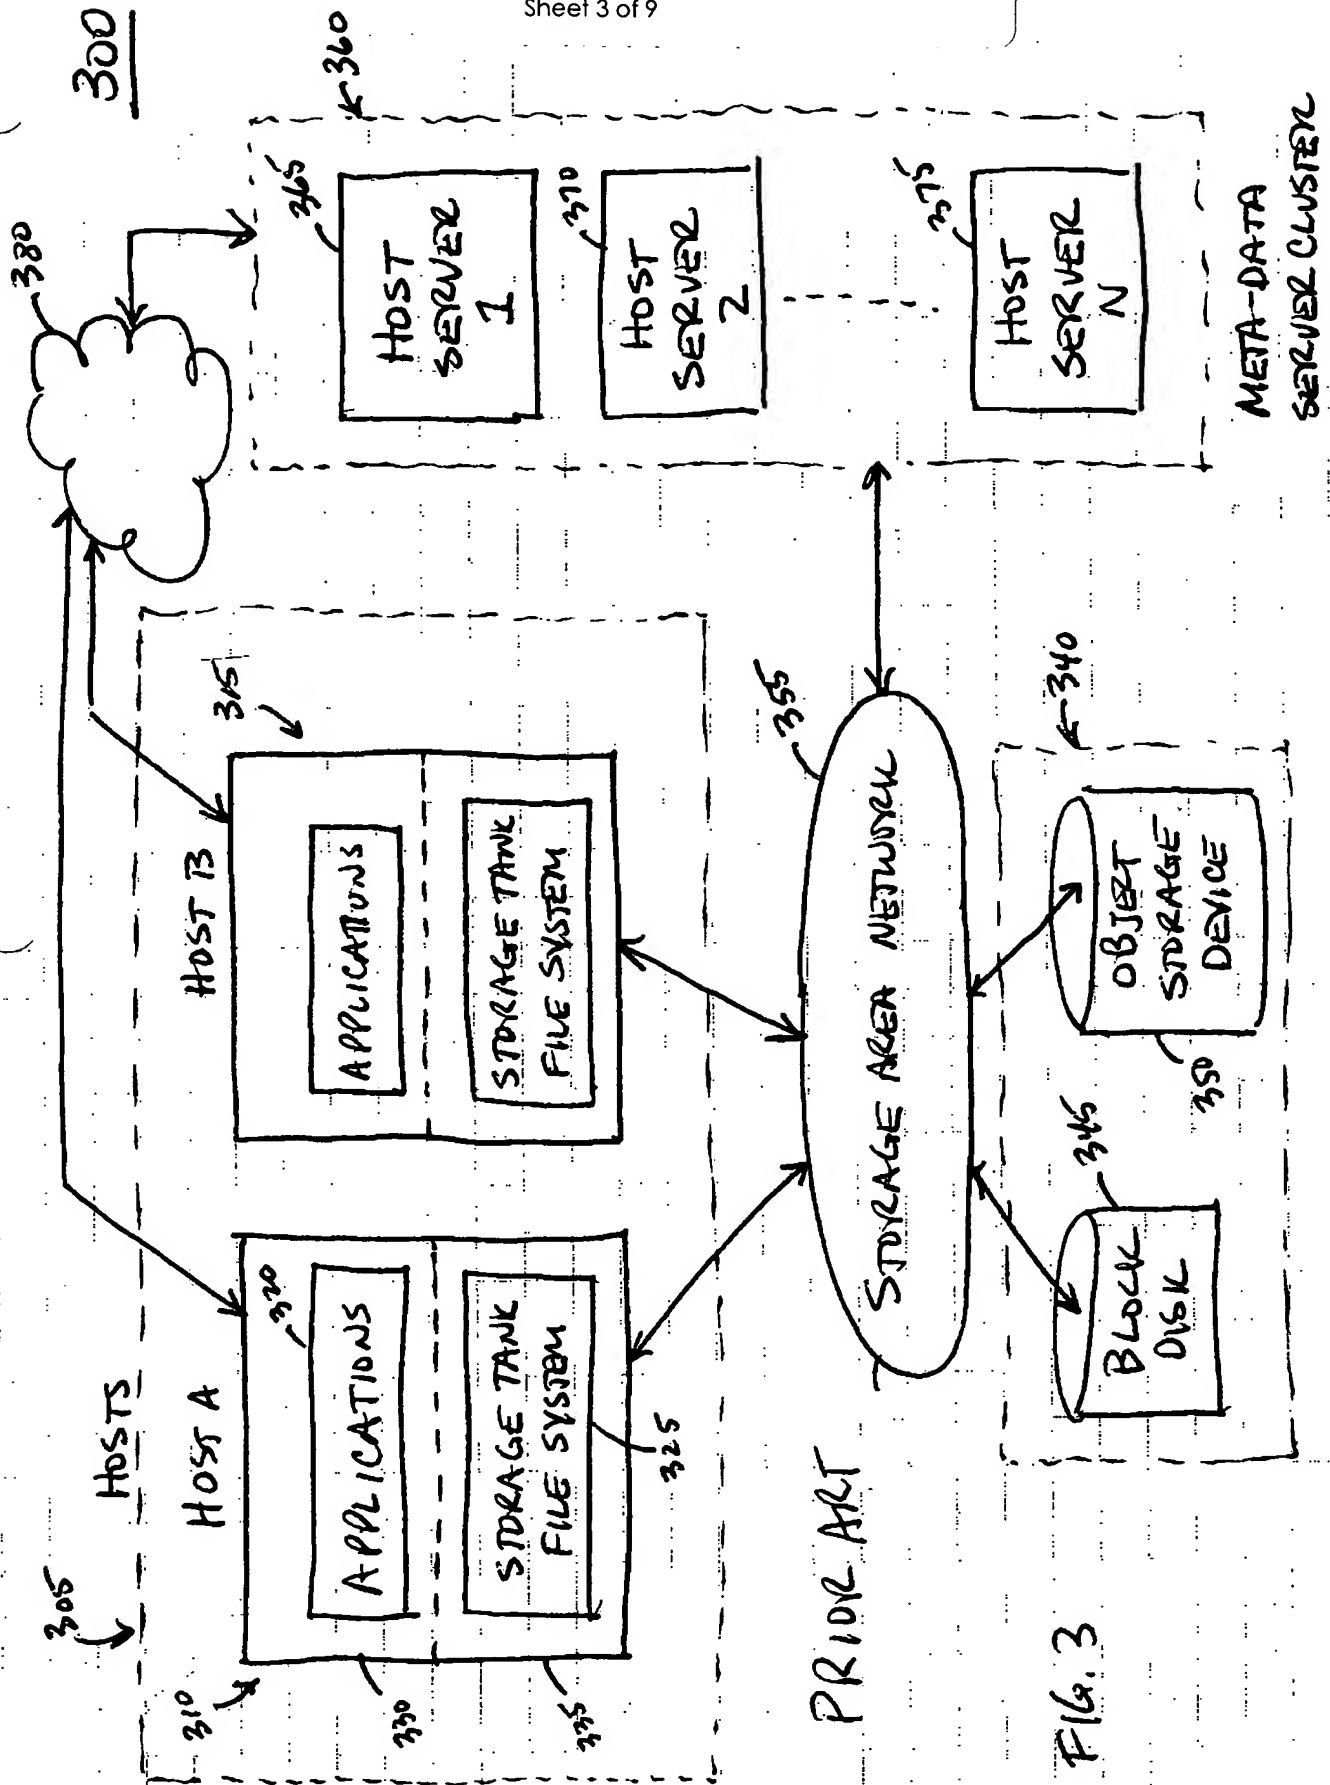 Sheet 3 of 9
300
305
HOSTS
HOST A
HOST B
310
315
320
APPLICATIONS
APPLICATIONS
330
STORAGE TANK
FILE SYSTEM
STORAGE TANK
FILE SYSTEM
335
325
380
360
365
HOST
SERVER
1
370
HOST
SERVER
2
375
HOST
SERVER
N
META-DATA
SERVER CLUSTER
355
STORAGE AREA NETWORK
340
345
BLOCK
DISK
350
OBJECT
STORAGE
DEVICE
PRIOR ART
FIG. 3